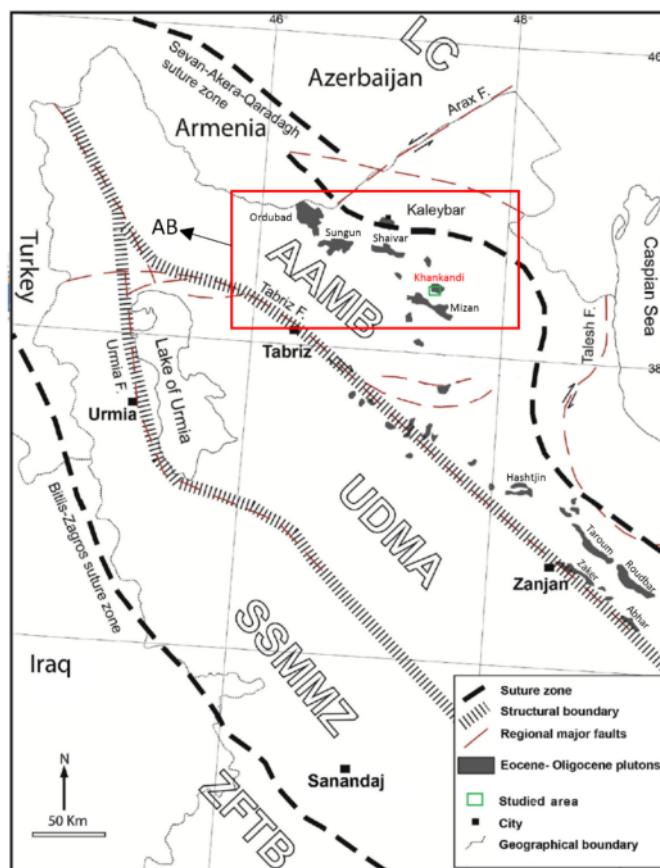 46°
48°
40°
LC
Sevan-Akera-Qaradagh
suture zone
Azerbaijan
Armenia
Arax F.
Ordubad
Kaleybar
Sungun
Shaivar
AB
AAMB
Khankandi
Mizan
Turkey
Tabriz F.
Tabriz
Caspian Sea
Talesh F.
38°
Urmia F.
Lake of Urmia
Urmia
Hashtjin
UDMA
Bitlis-Zagros suture zone
Taroum
Roudbar
Zaker
Zanjan
Abhar
SSMMZ
Iraq
ZFTB
Sanandaj
N
50 Km
Suture zone
Structural boundary
Regional major faults
Eocene- Oligocene plutons
Studied area
City
Geographical boundary